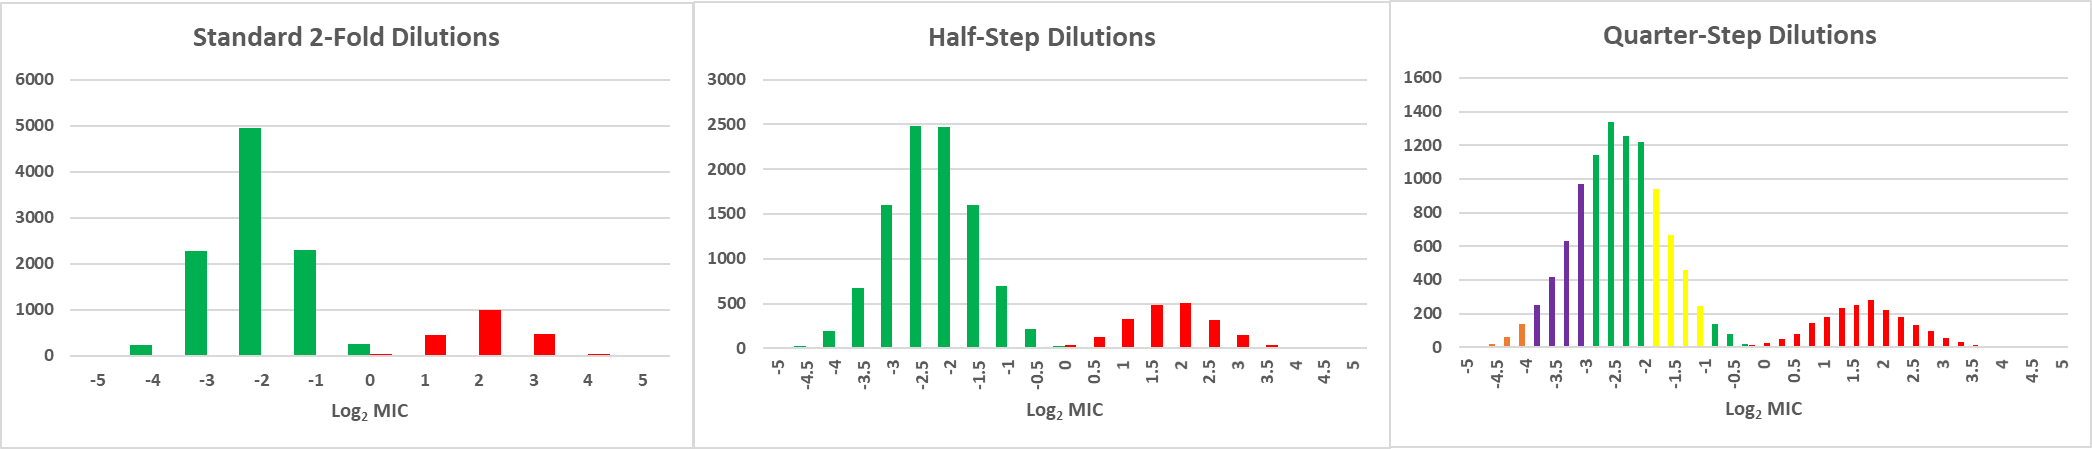 Standard 2-Fold Dilutions
6000
5000
4000
3000
2000
1000
0
-5 -4 -3 -2 -1 0 1 2 3 4 5
Log₂ MIC
Half-Step Dilutions
3000
2500
2000
1500
1000
500
0
-5 -4.5 -4 -3.5 -3 -2.5 -2 -1.5 -1 -0.5 0 0.5 1 1.5 2 2.5 3 3.5 4 4.5 5
Log₂ MIC
Quarter-Step Dilutions
1600
1400
1200
1000
800
600
400
200
0
-5 -4.5 -4 -3.5 -3 -2.5 -2 -1.5 -1 -0.5 0 0.5 1 1.5 2 2.5 3 3.5 4 4.5 5
Log₂ MIC